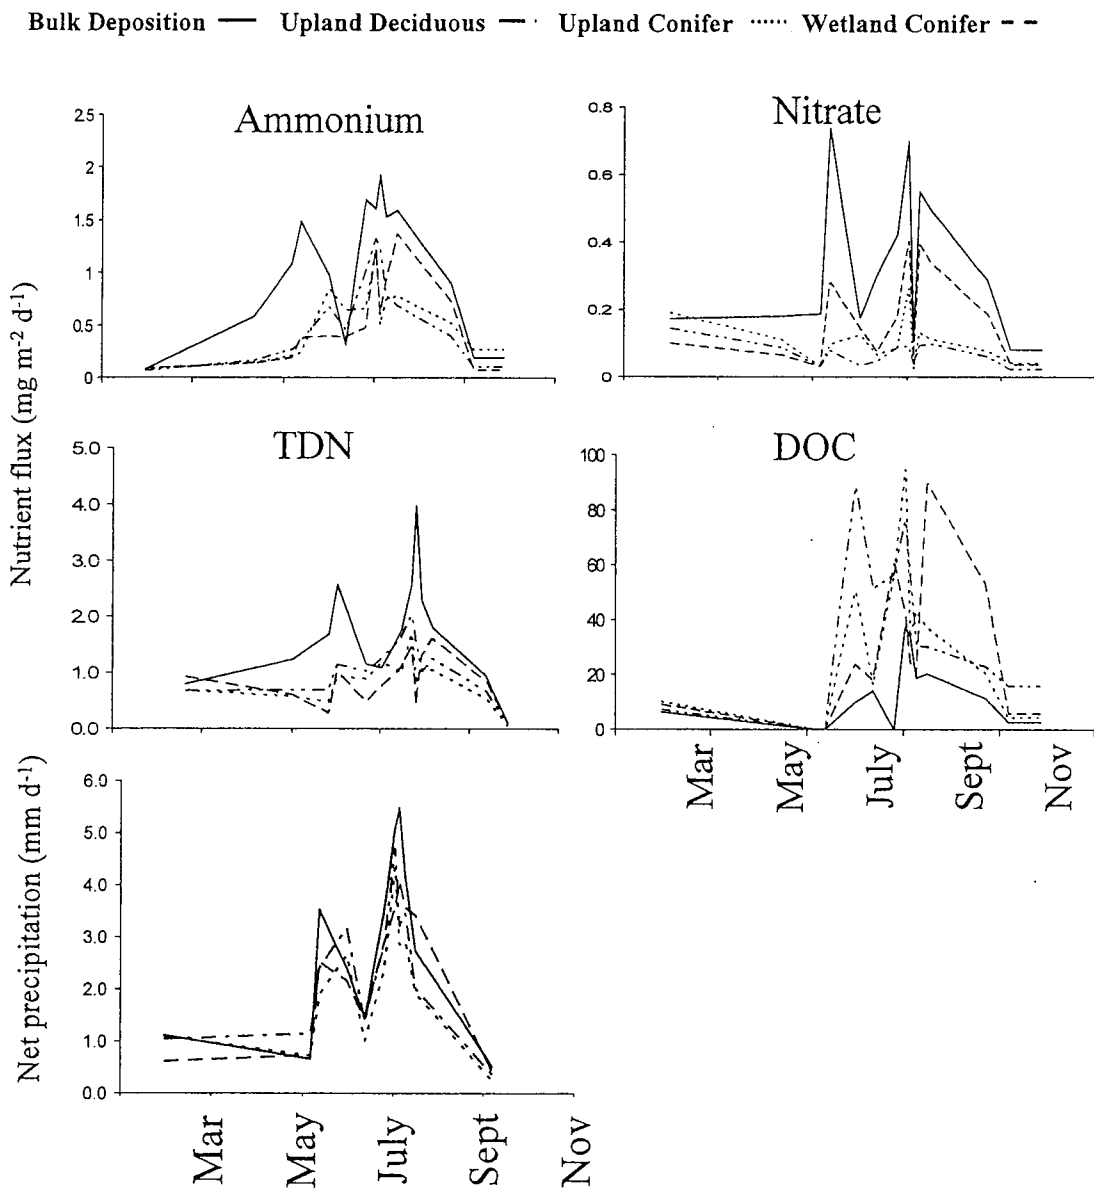 Bulk Deposition — Upland Deciduous — · Upland Conifer ...... Wetland Conifer – –
Ammonium
2.5
2
1.5
1
0.5
0
Nitrate
0.8
0.6
0.4
0.2
0
Nutrient flux (mg m⁻² d⁻¹)
TDN
5.0
4.0
3.0
2.0
1.0
0.0
DOC
100
80
60
40
20
0
Mar
May
July
Sept
Nov
Net precipitation (mm d⁻¹)
6.0
5.0
4.0
3.0
2.0
1.0
0.0
Mar
May
July
Sept
Nov